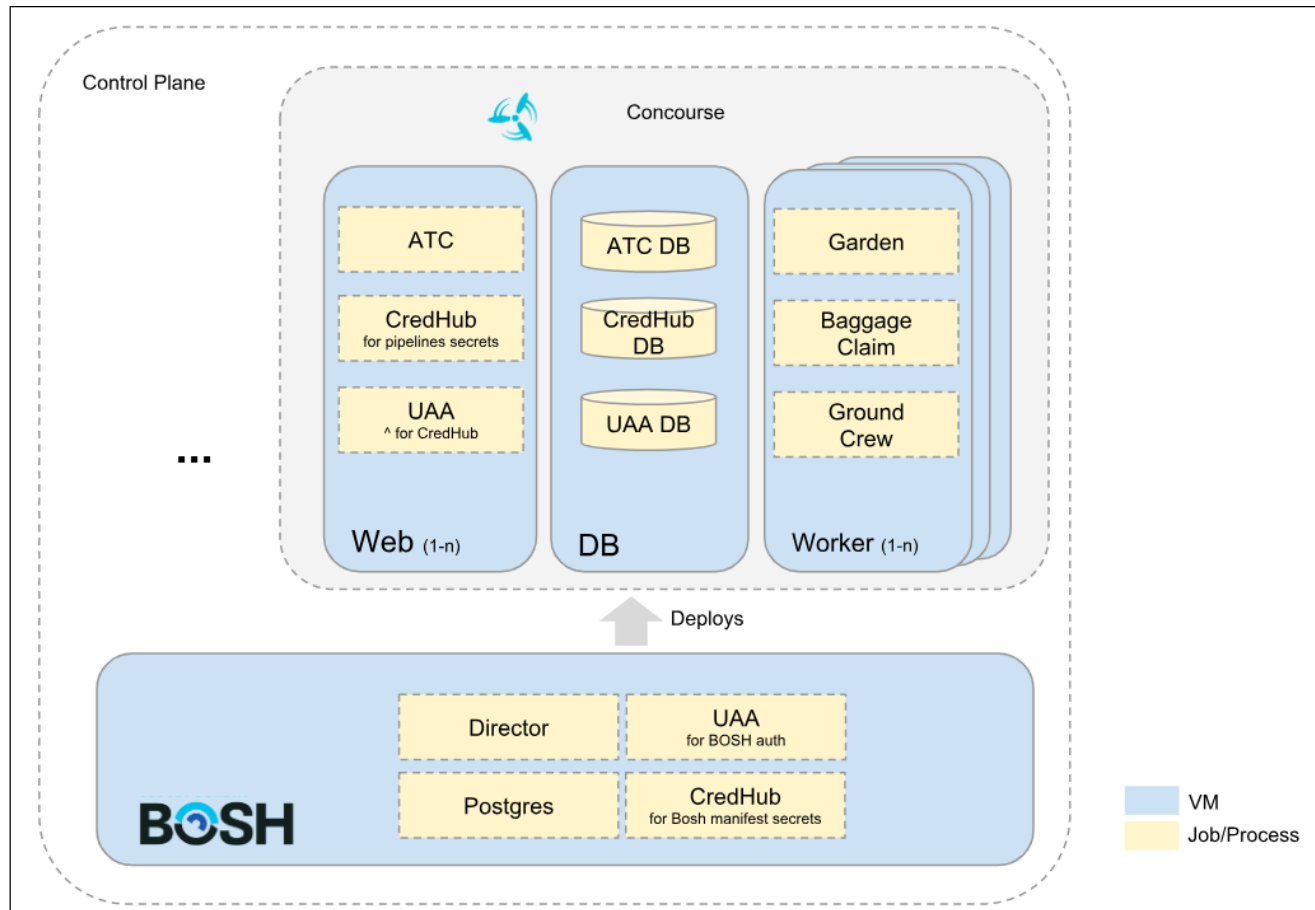 Control Plane
Concourse
ATC
CredHub
for pipelines secrets
UAA
^ for CredHub
Web (1-n)
ATC DB
CredHub
DB
UAA DB
DB
Garden
Baggage
Claim
Ground
Crew
Worker (1-n)
...
Deploys
Director
UAA
for BOSH auth
Postgres
CredHub
for Bosh manifest secrets
BOSH
VM
Job/Process